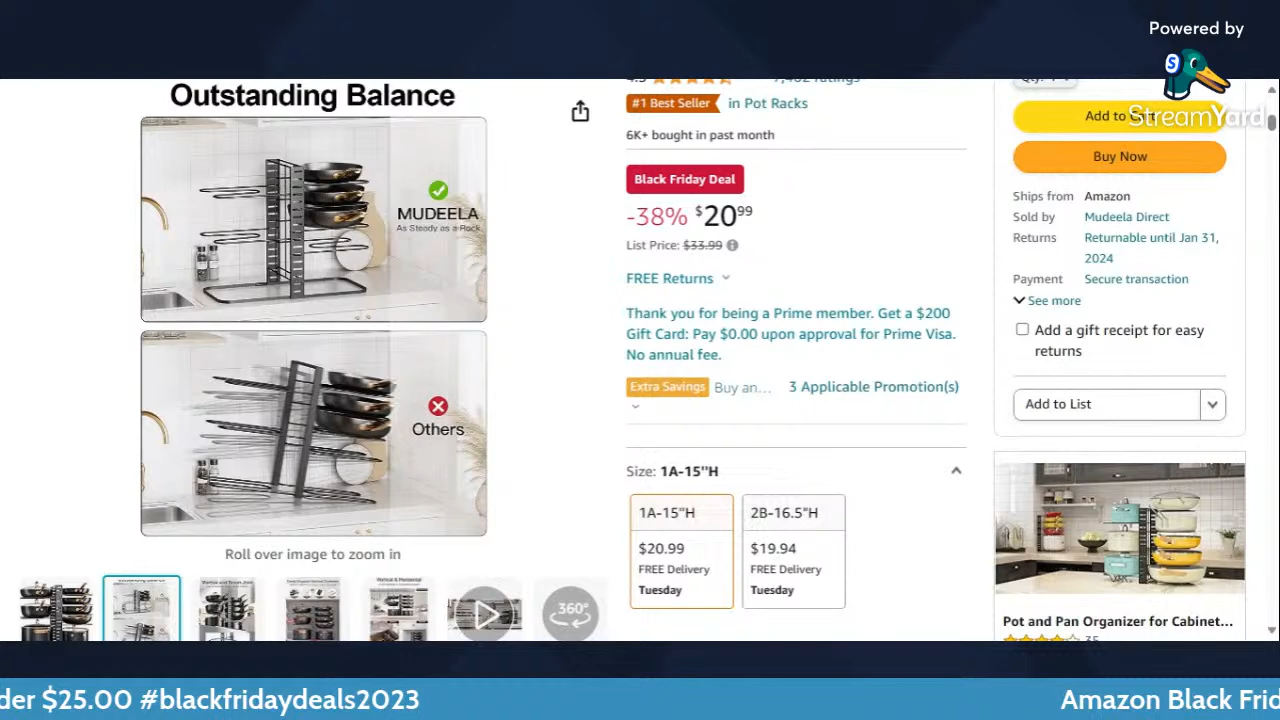 Powered by
StreamYard
Outstanding Balance
MUDEELA
As Steady as a Rock
Others
Roll over image to zoom in
360°
4.5
7,402 ratings
#1 Best Seller in Pot Racks
6K+ bought in past month
Black Friday Deal
-38% $20.99
List Price: $33.99
FREE Returns
Thank you for being a Prime member. Get a $200
Gift Card: Pay $0.00 upon approval for Prime Visa.
No annual fee.
Extra Savings Buy an... 3 Applicable Promotion(s)
Size: 1A-15''H
1A-15''H
$20.99
FREE Delivery
Tuesday
2B-16.5"H
$19.94
FREE Delivery
Tuesday
Add to
Buy Now
Ships from Amazon
Sold by Mudeela Direct
Returns Returnable until Jan 31,
2024
Payment Secure transaction
See more
Add a gift receipt for easy
returns
Add to List
Pot and Pan Organizer for Cabinet...
35
der $25.00 #blackfridaydeals2023
Amazon Black Frid